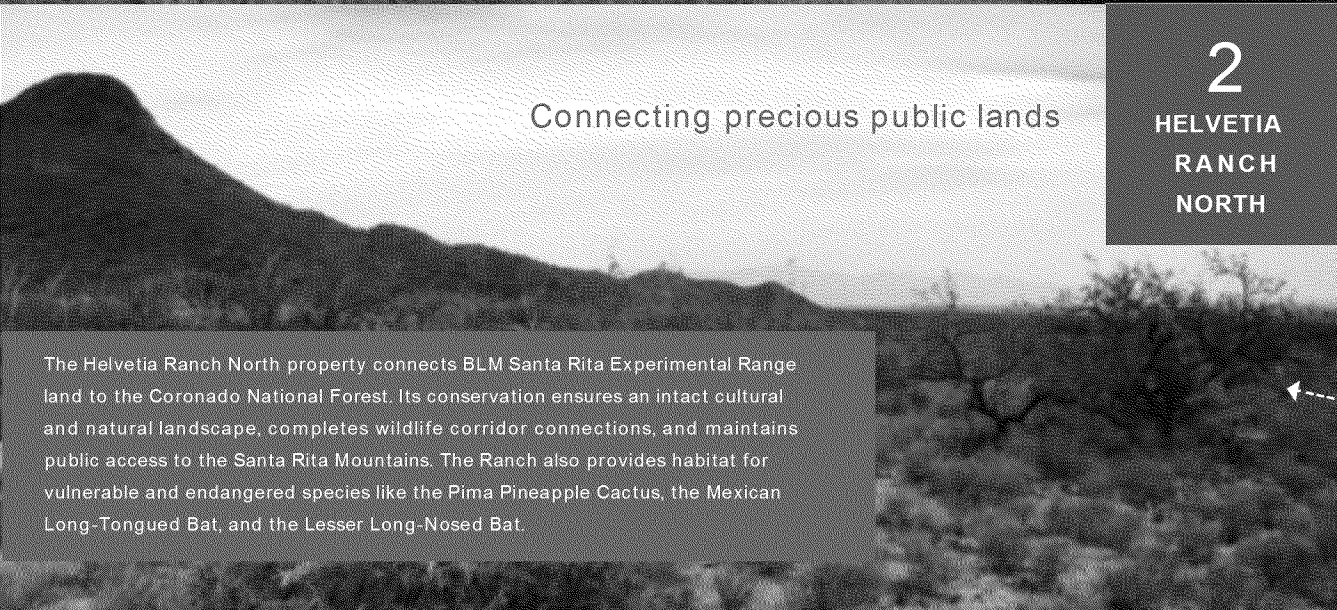 Connecting precious public lands
2
HELVETIA
RANCH
NORTH
The Helvetia Ranch North property connects BLM Santa Rita Experimental Range
land to the Coronado National Forest. Its conservation ensures an intact cultural
and natural landscape, completes wildlife corridor connections, and maintains
public access to the Santa Rita Mountains. The Ranch also provides habitat for
vulnerable and endangered species like the Pima Pineapple Cactus, the Mexican
Long-Tongued Bat, and the Lesser Long-Nosed Bat.